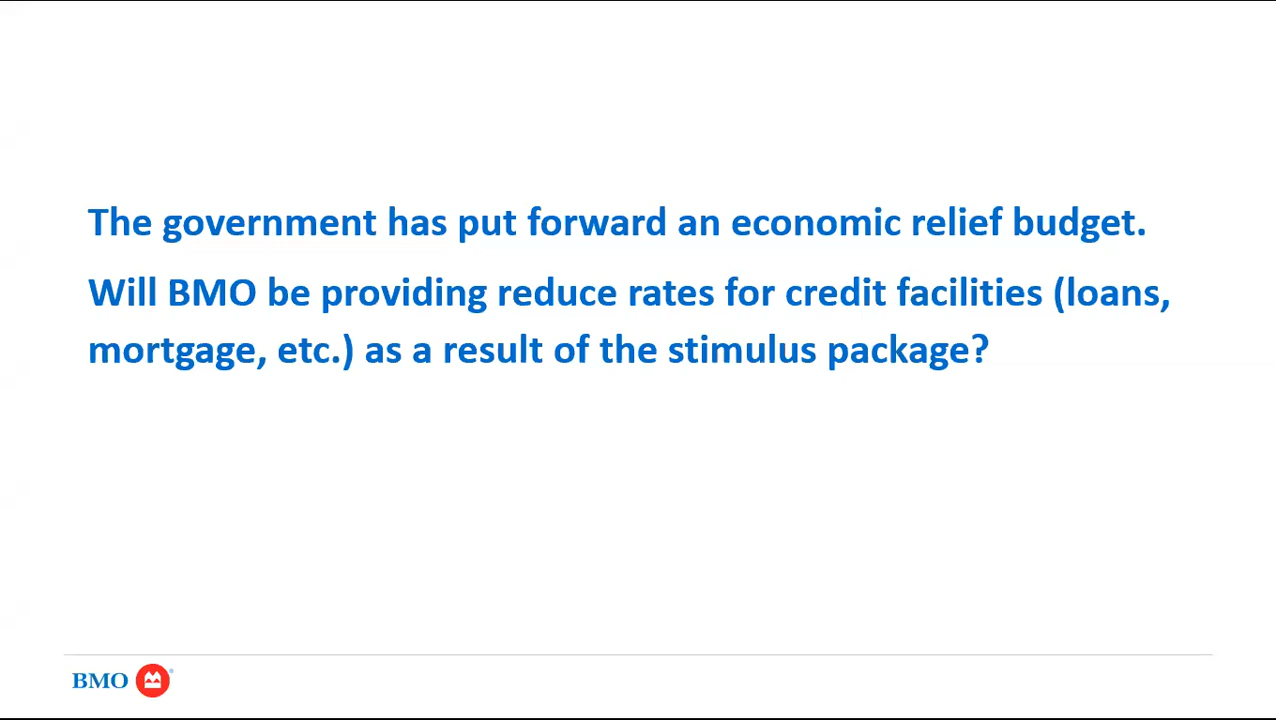 The government has put forward an economic relief budget.
Will BMO be providing reduce rates for credit facilities (loans,
mortgage, etc.) as a result of the stimulus package?
BMO